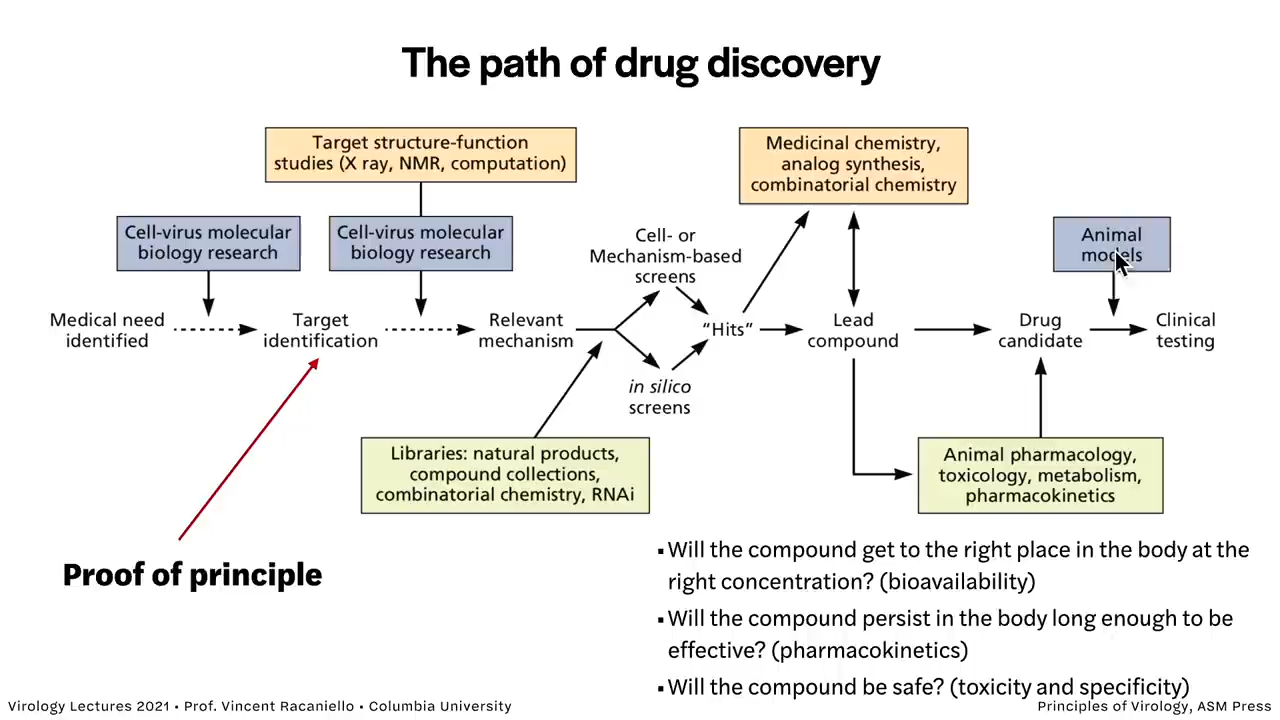 The path of drug discovery
Target structure-function
studies (X ray, NMR, computation)
Medicinal chemistry,
analog synthesis,
combinatorial chemistry
Cell-virus molecular
biology research
Cell-virus molecular
biology research
Cell- or
Mechanism-based
screens
Animal
models
Medical need
identified
Target
identification
Relevant
mechanism
“Hits”
Lead
compound
Drug
candidate
Clinical
testing
in silico
screens
Libraries: natural products,
compound collections,
combinatorial chemistry, RNAi
Animal pharmacology,
toxicology, metabolism,
pharmacokinetics
Proof of principle
▪Will the compound get to the right place in the body at the
right concentration? (bioavailability)
▪Will the compound persist in the body long enough to be
effective? (pharmacokinetics)
▪Will the compound be safe? (toxicity and specificity)
Virology Lectures 2021 • Prof. Vincent Racaniello • Columbia University
Principles of Virology, ASM Press